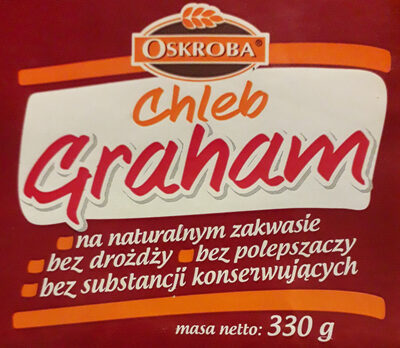 OSKROBA®
Chleb
Graham
na naturalnym zakwasie
bez drożdży bez polepszaczy
bez substancji konserwujących
masa netto: 330 g